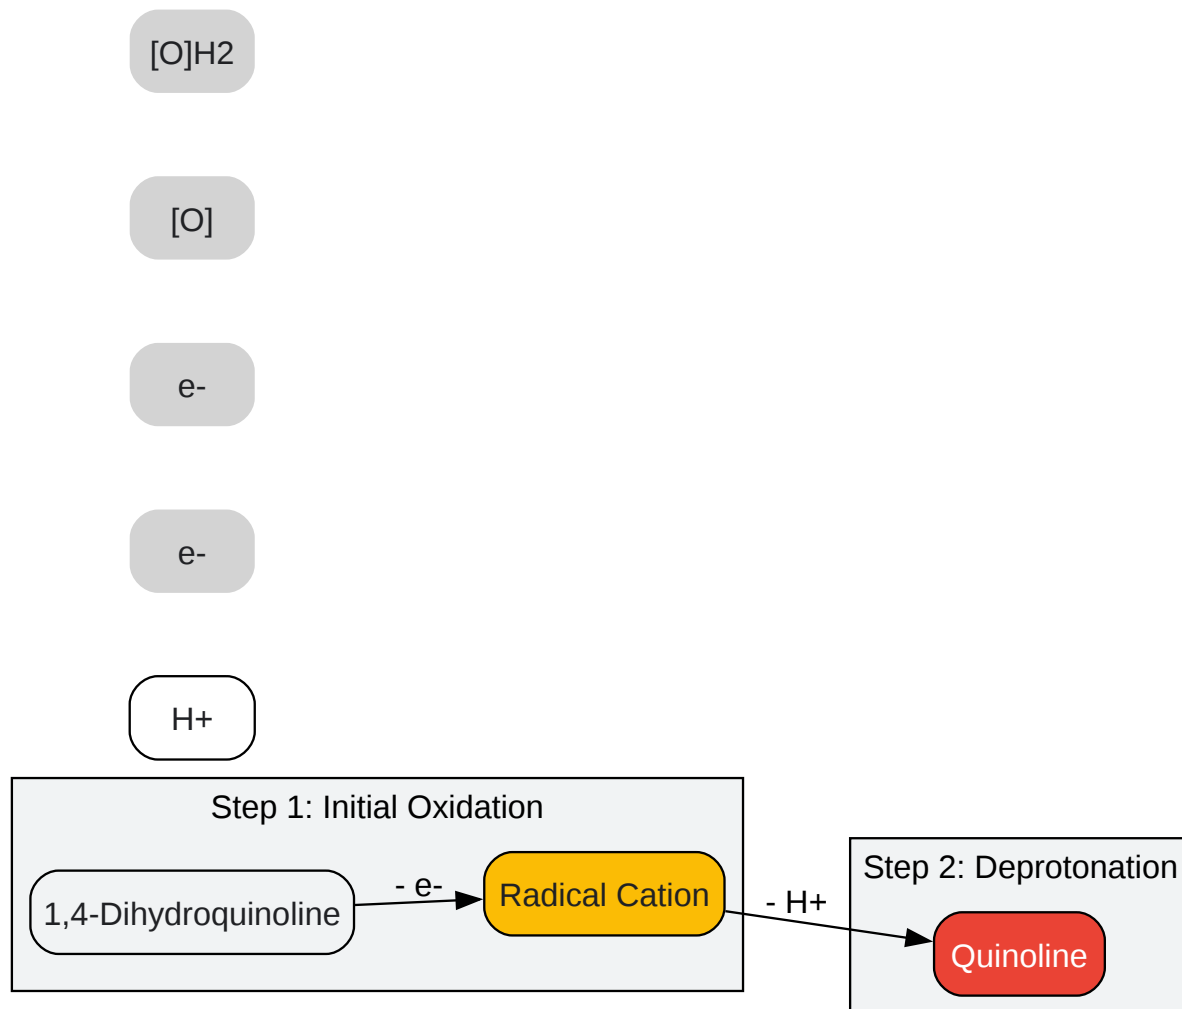 [O]H2
[O]
e-
e-
H+
Step 1: Initial Oxidation
1,4-Dihydroquinoline
- e-
Radical Cation
- H+
Step 2: Deprotonation
Quinoline